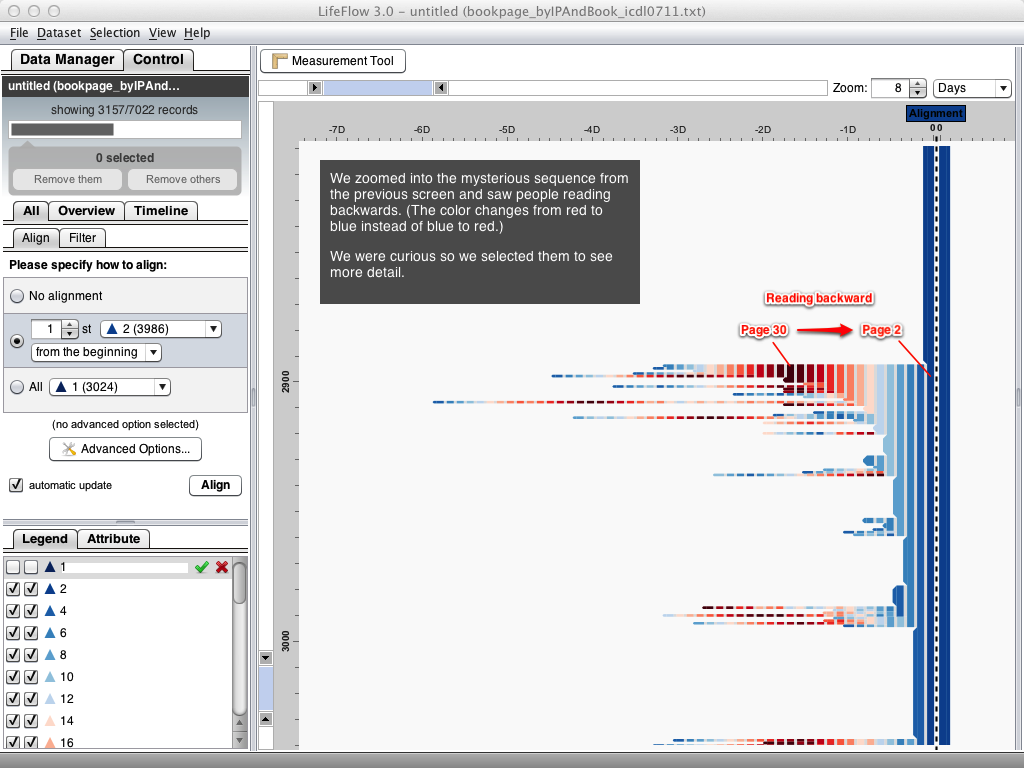 LifeFlow 3.0 – untitled (bookpage_byIPAndBook_icdl0711.txt)
File Dataset Selection View Help
Data Manager Control
untitled (bookpage_byIPAnd...
showing 3157/7022 records
0 selected
Remove them Remove others
All Overview Timeline
Align Filter
Please specify how to align:
No alignment
1 st 2 (3986)
from the beginning
All 1 (3024)
(no advanced option selected)
Advanced Options...
automatic update Align
Legend Attribute
1
2
4
6
8
10
12
14
16
Measurement Tool
Zoom: 8 Days
Alignment
-7D -6D -5D -4D -3D -2D -1D 0 0
We zoomed into the mysterious sequence from
the previous screen and saw people reading
backwards. (The color changes from red to
blue instead of blue to red.)
We were curious so we selected them to see
more detail.
Reading backward
Page 30 Page 2
2900
3000